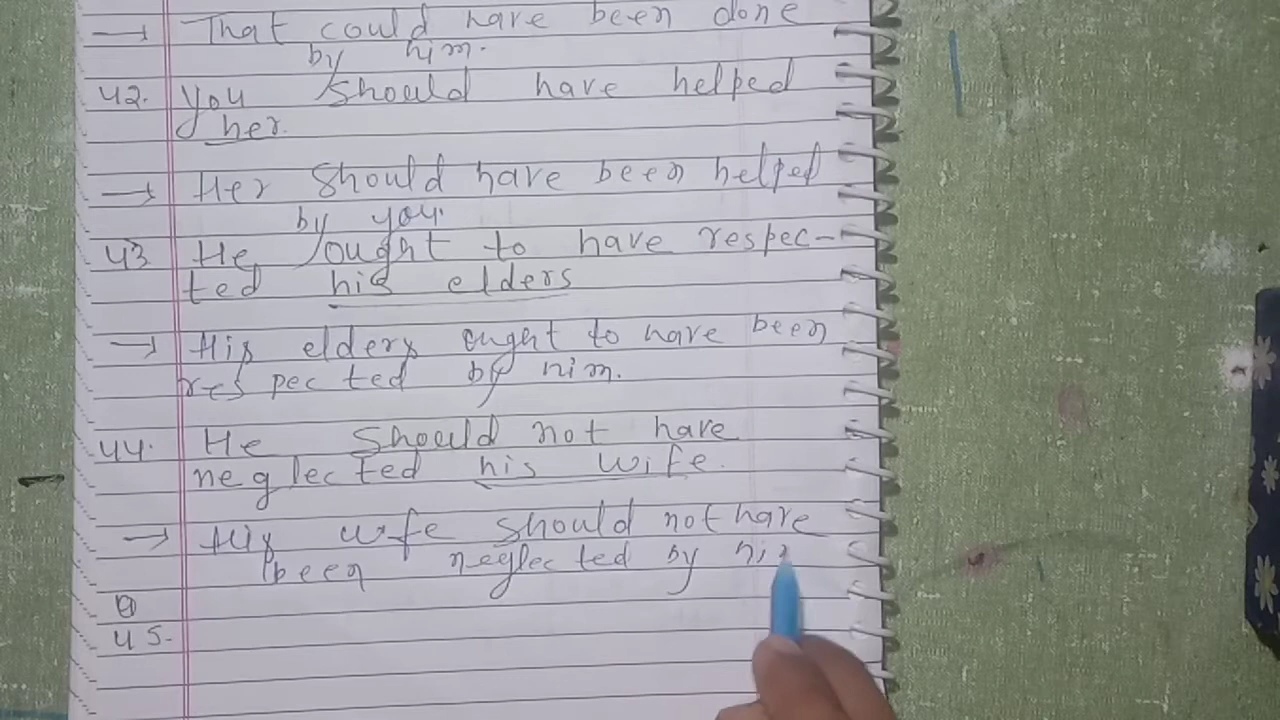 → That could have been done
by him.
42. you should have helped
her.
→ Her should have been helped
by you.
43 He ought to have respec-
ted his elders
→ His elders ought to have been
respected by him.
44. He should not have
neglected his wife.
→ His wife should not have
been neglected by him
45.